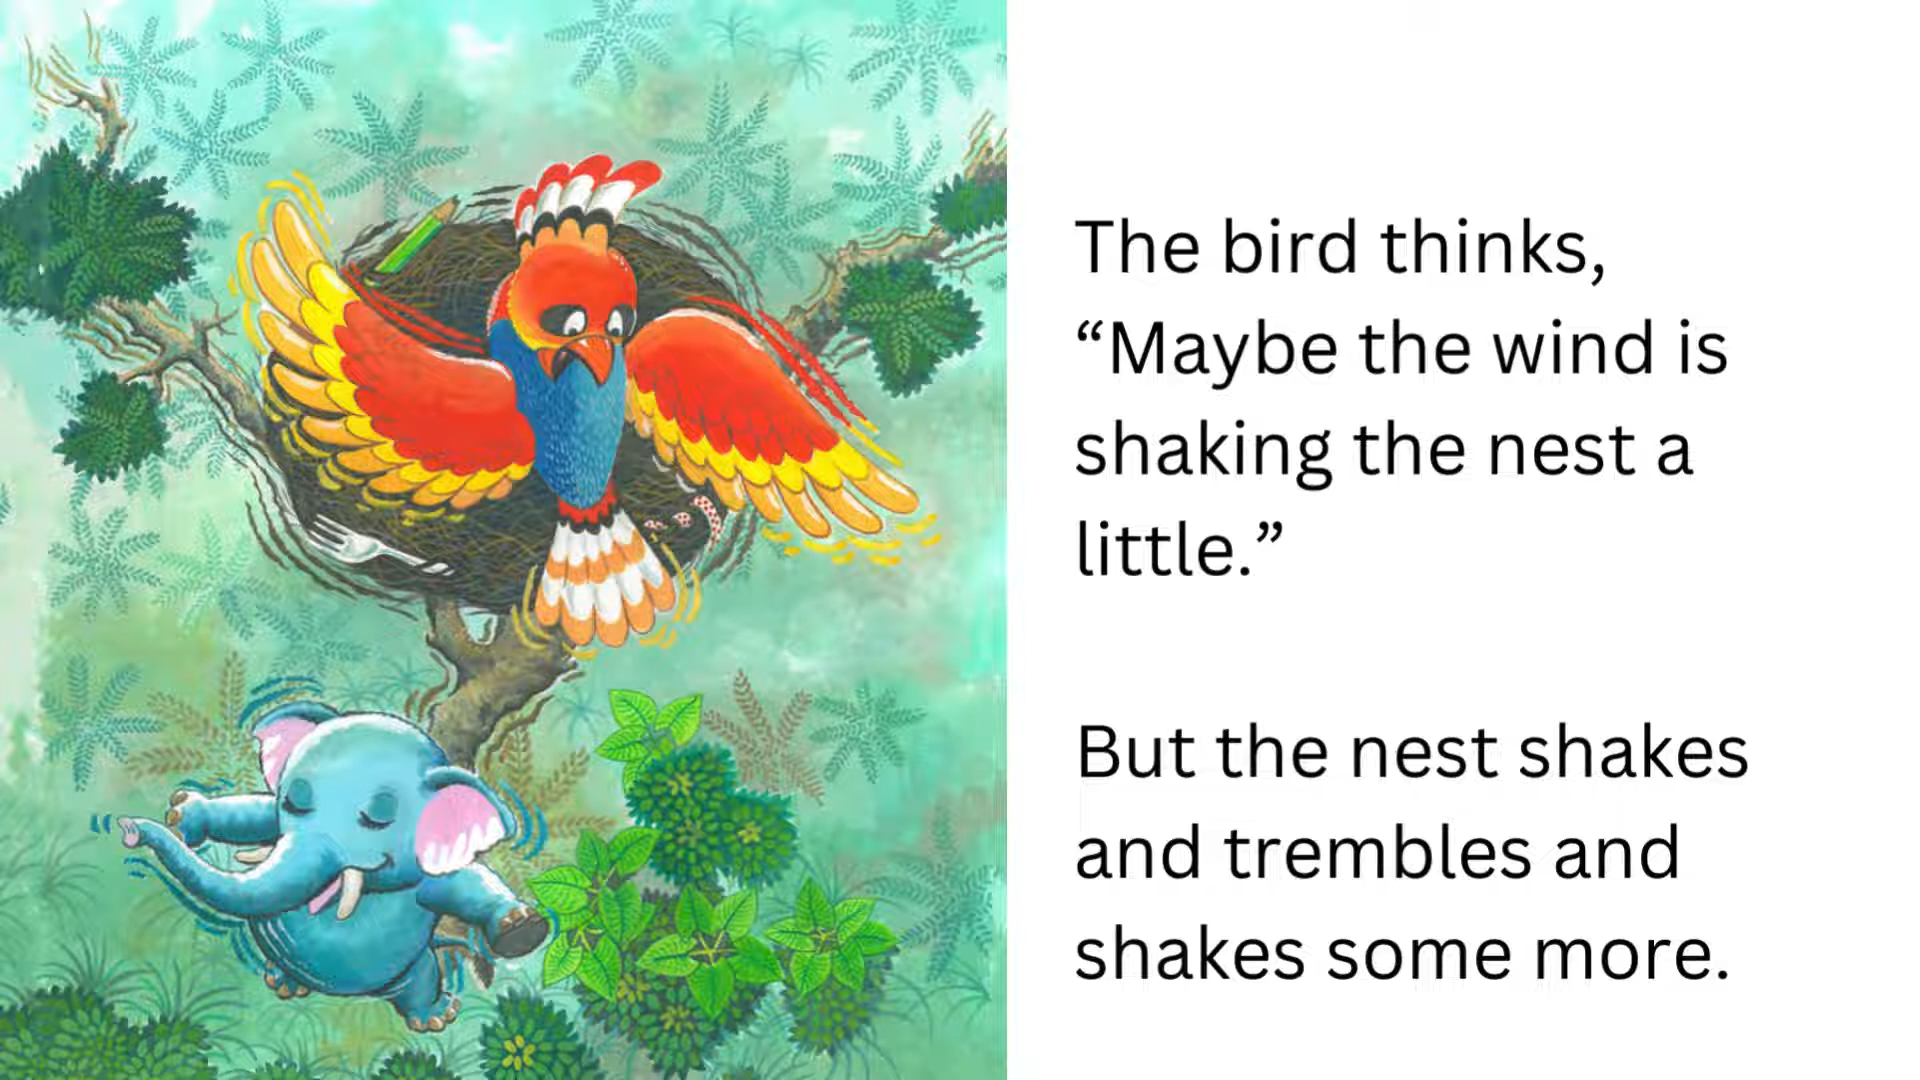 The bird thinks,
“Maybe the wind is
shaking the nest a
little.”
But the nest shakes
and trembles and
shakes some more.